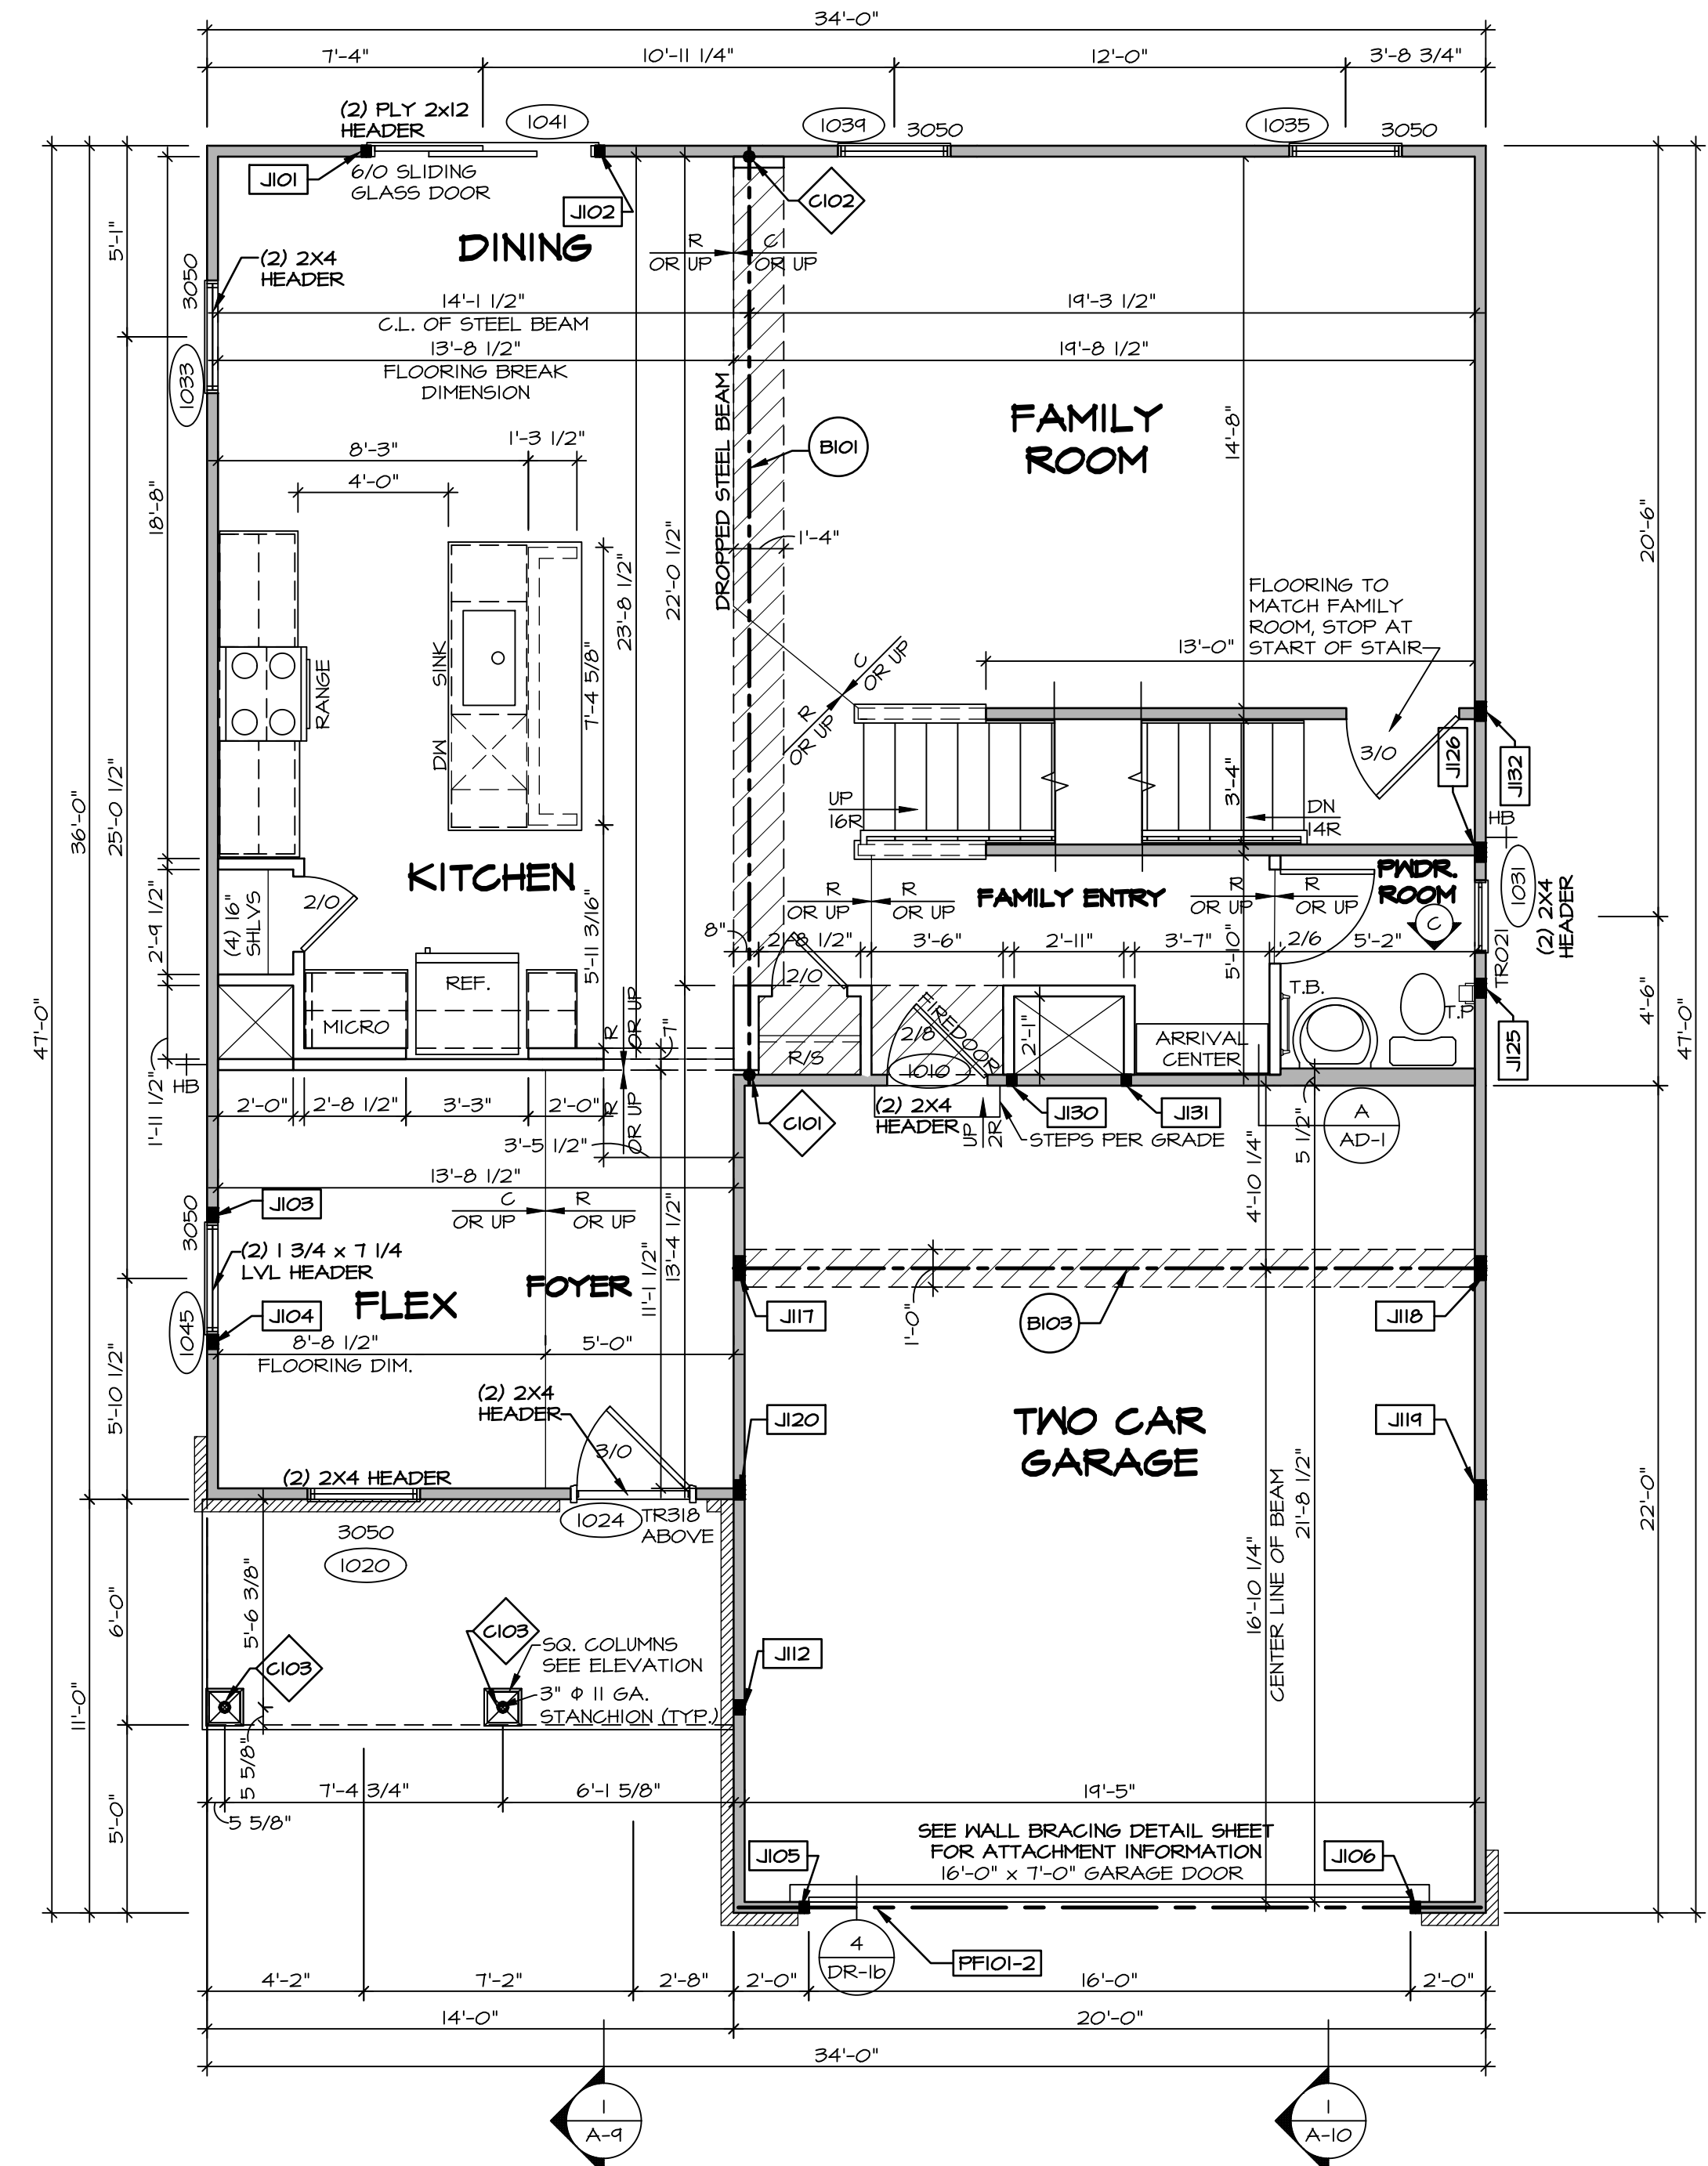 34'-0"
7'-4"
10'-11 1/4"
12'-0"
3'-8 3/4"
(2) PLY 2x12
HEADER
1041
1039
3050
1035
3050
J101
6/0 SLIDING
GLASS DOOR
J102
C102
5'-1"
3050
(2) 2X4
HEADER
DINING
R
OR UP
C
OR UP
14'-1 1/2"
C.L. OF STEEL BEAM
19'-3 1/2"
13'-8 1/2"
FLOORING BREAK
DIMENSION
19'-8 1/2"
1033
DROPPED STEEL BEAM
B101
FAMILY
ROOM
14'-8"
8'-3"
1'-3 1/2"
4'-0"
18'-8"
23'-8 1/2"
22'-0 1/2"
1'-4"
20'-6"
FLOORING TO
MATCH FAMILY
ROOM, STOP AT
START OF STAIR
13'-0"
RANGE
SINK
DW
7'-4 5/8"
C
OR UP
R
OR UP
3/0
J126
J132
36'-0"
25'-0 1/2"
UP
16R
3'-4"
DN
14R
HB
KITCHEN
FAMILY ENTRY
PWDR.
ROOM
C
1031
(2) 2X4
HEADER
2'-9 1/2"
(4) 16"
SHLVS
2/0
5'-11 3/16"
R
OR UP
R
OR UP
R
OR UP
R
OR UP
8"
2'-8 1/2"
3'-6"
2'-11"
3'-7"
5'-10"
2/6
5'-2"
TR021
47'-0"
REF.
MICRO
R
OR UP
7"
2/0
R/S
2/8
FIREDOOR
1010
2'-1"
ARRIVAL
CENTER
T.B.
T.P.
J125
4'-6"
47'-0"
1'-11 1/2"
HB
2'-0"
2'-8 1/2"
3'-3"
2'-0"
R
OR UP
C101
(2) 2X4
HEADER
UP
2R
J130
J131
STEPS PER GRADE
A
AD-1
5 1/2"
4'-10 1/4"
3'-5 1/2"
13'-8 1/2"
3050
J103
C
OR UP
R
OR UP
(2) 1 3/4 x 7 1/4
LVL HEADER
11'-1 1/2"
13'-4 1/2"
FLEX
FOYER
J104
1045
8'-8 1/2"
FLOORING DIM.
5'-0"
J117
1'-0"
B103
J118
5'-10 1/2"
(2) 2X4
HEADER
3/0
J120
TWO CAR
GARAGE
J119
(2) 2X4 HEADER
21'-8 1/2"
22'-0"
3050
1020
1024
TR318
ABOVE
16'-10 1/4"
CENTER LINE OF BEAM
6'-0"
5'-6 3/8"
C103
C103
SQ. COLUMNS
SEE ELEVATION
3" Φ 11 GA.
STANCHION (TYP.)
J112
11'-0"
5 5/8"
7'-4 3/4"
6'-1 5/8"
19'-5"
5 5/8"
5'-0"
SEE WALL BRACING DETAIL SHEET
FOR ATTACHMENT INFORMATION
16'-0" x 7'-0" GARAGE DOOR
J105
J106
4
DR-1b
PF101-2
4'-2"
7'-2"
2'-8"
2'-0"
16'-0"
2'-0"
14'-0"
20'-0"
34'-0"
1
A-9
1
A-10